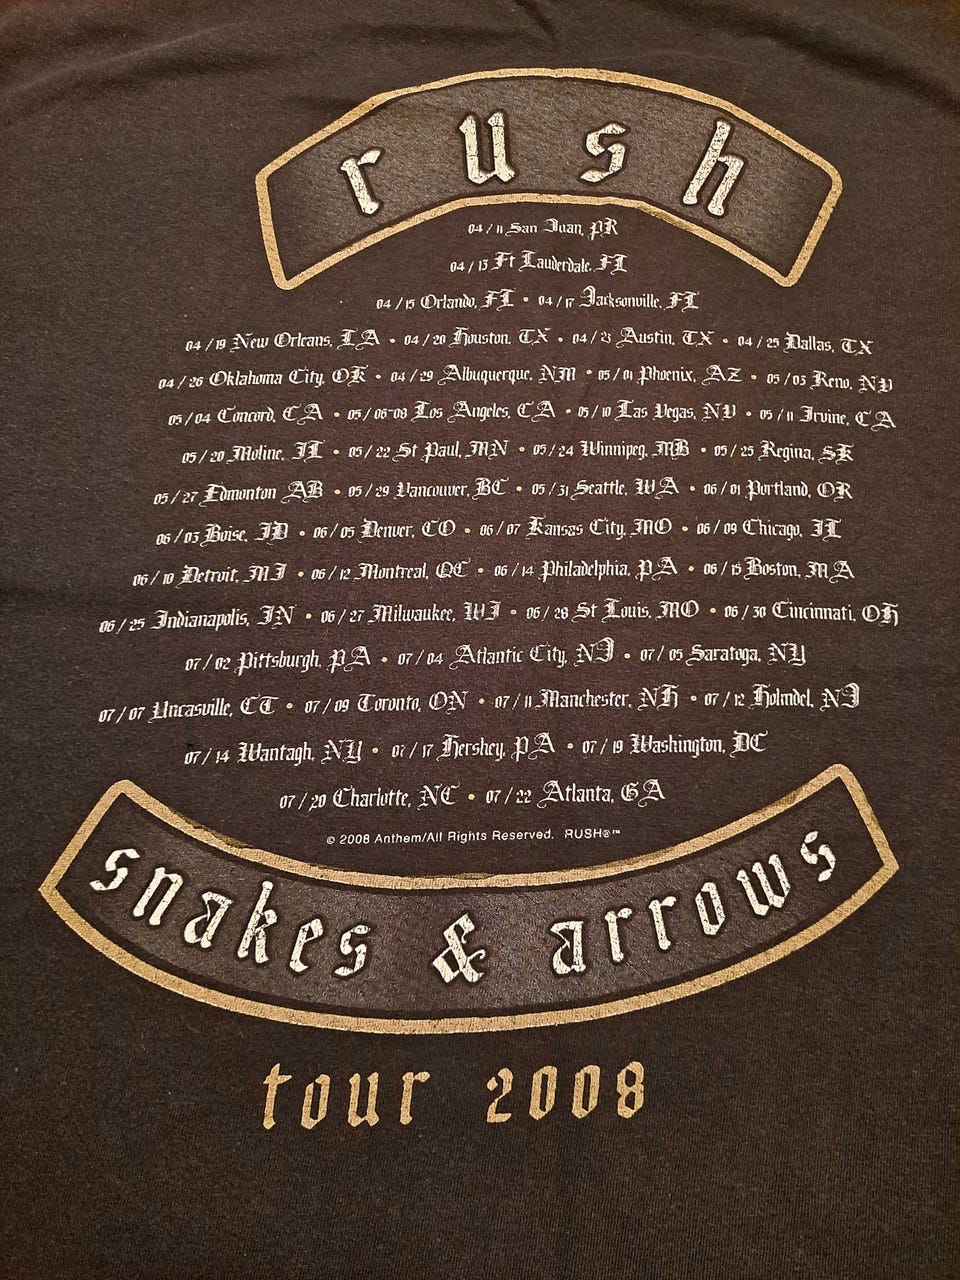 rush
04/11 San Juan, PR
04/13 Ft Lauderdale, FL
04/15 Orlando, FL • 04/17 Jacksonville, FL
04/19 New Orleans, LA • 04/20 Houston, TX • 04/23 Austin, TX • 04/25 Dallas, TX
04/26 Oklahoma City, OK • 04/29 Albuquerque, NM • 05/01 Phoenix, AZ • 05/03 Reno, NV
05/04 Concord, CA • 05/06-08 Los Angeles, CA • 05/10 Las Vegas, NV • 05/11 Irvine, CA
05/20 Moline, IL • 05/22 St Paul, MN • 05/24 Winnipeg, MB • 05/25 Regina, SK
05/27 Edmonton AB • 05/29 Vancouver, BC • 05/31 Seattle, WA • 06/01 Portland, OR
06/03 Boise, ID • 06/05 Denver, CO • 06/07 Kansas City, MO • 06/09 Chicago, IL
06/10 Detroit, MI • 06/12 Montreal, QC • 06/14 Philadelphia, PA • 06/15 Boston, MA
06/25 Indianapolis, IN • 06/27 Milwaukee, WI • 06/28 St Louis, MO • 06/30 Cincinnati, OH
07/02 Pittsburgh, PA • 07/04 Atlantic City, NJ • 07/05 Saratoga, NY
07/07 Uncasville, CT • 07/09 Toronto, ON • 07/11 Manchester, NH • 07/12 Holmdel, NJ
07/14 Wantagh, NY • 07/17 Hershey, PA • 07/19 Washington, DC
07/20 Charlotte, NC • 07/22 Atlanta, GA
© 2008 Anthem/All Rights Reserved. RUSH®™
snakes & arrows
tour 2008